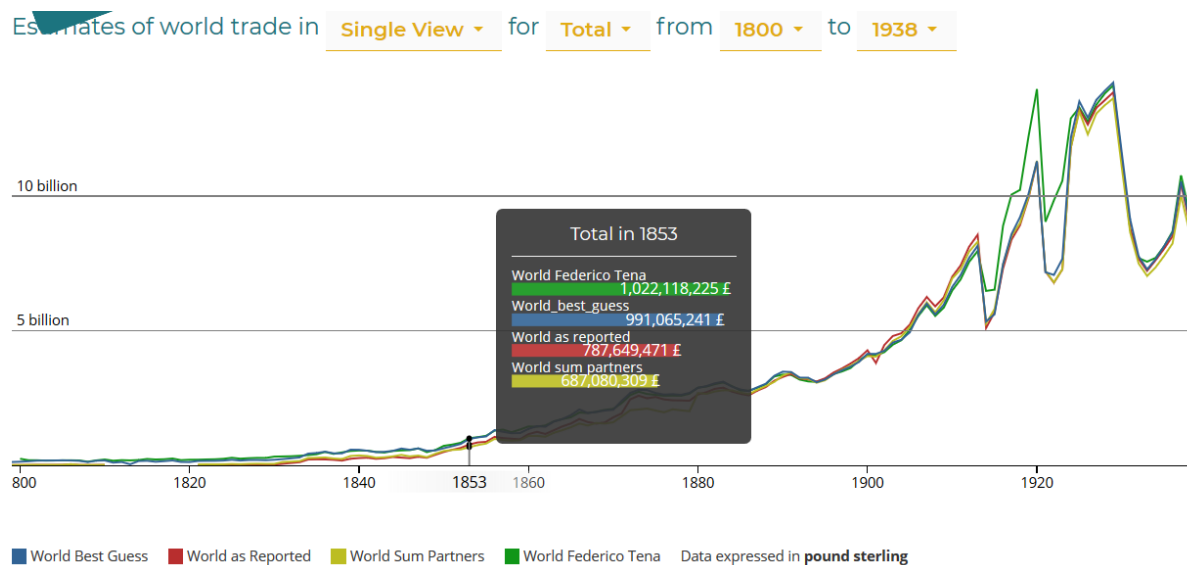 Estimates of world trade in Single View for Total from 1800 to 1938
10 billion
Total in 1853
World Federico Tena
1,022,118,225 £
World_best_guess
991,065,241 £
5 billion
World as reported
787,649,471 £
World sum partners
687,080,309 £
800 1820 1840 1853 1860 1880 1900 1920
World Best Guess World as Reported World Sum Partners World Federico Tena Data expressed in pound sterling